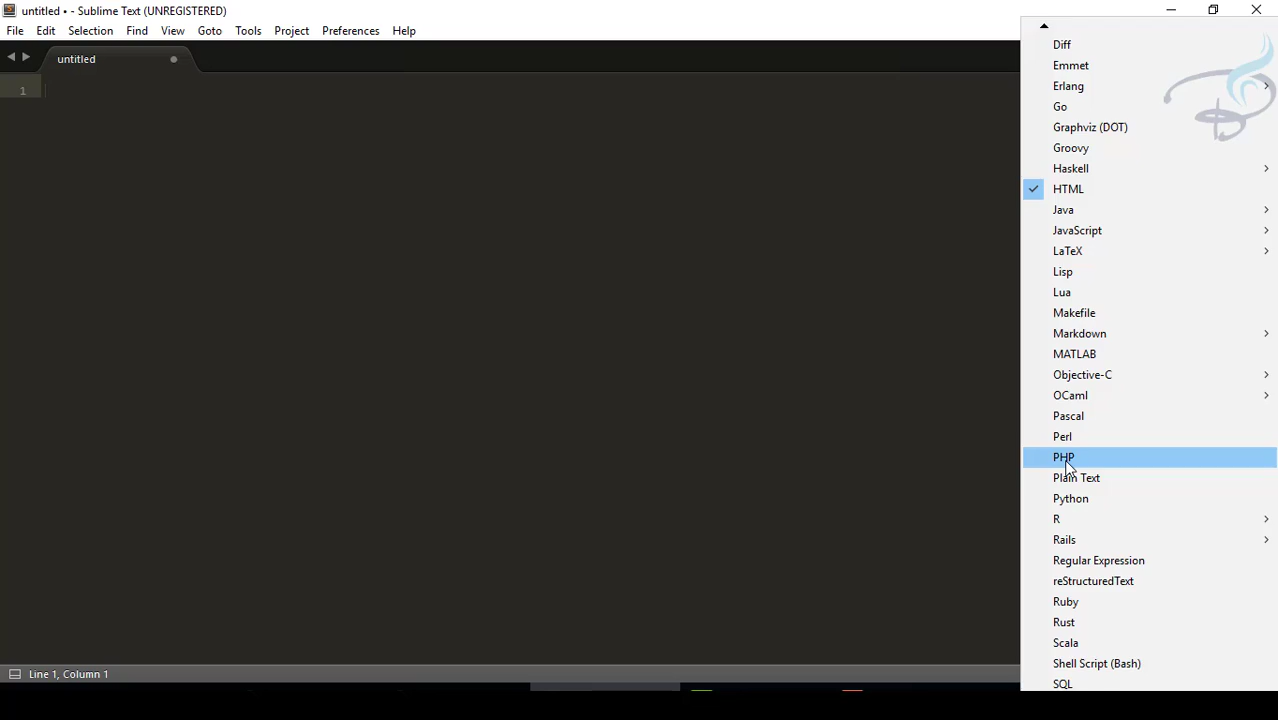 untitled • - Sublime Text (UNREGISTERED)
File Edit Selection Find View Goto Tools Project Preferences Help
untitled
1
Diff
Emmet
Erlang
Go
Graphviz (DOT)
Groovy
Haskell
HTML
Java
JavaScript
LaTeX
Lisp
Lua
Makefile
Markdown
MATLAB
Objective-C
OCaml
Pascal
Perl
PHP
Plain Text
Python
R
Rails
Regular Expression
reStructuredText
Ruby
Rust
Scala
Shell Script (Bash)
SQL
Line 1, Column 1